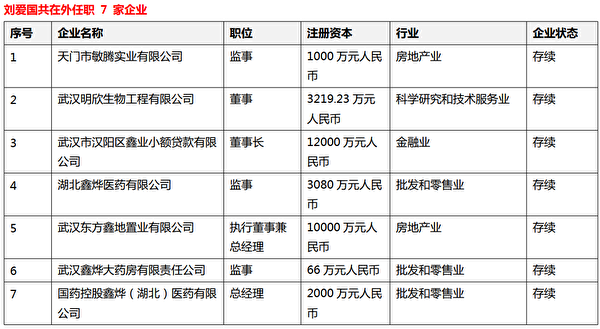 刘爱国共在外任职 7 家企业
序号 企业名称 职位 注册资本 行业 企业状态
1 天门市敏腾实业有限公司 监事 1000 万元人民币 房地产业 存续
2 武汉明欣生物工程有限公司 董事 3219.23 万元人民币 科学研究和技术服务业 存续
3 武汉市汉阳区鑫业小额贷款有限公司 董事长 12000 万元人民币 金融业 存续
4 湖北鑫烨医药有限公司 监事 3080 万元人民币 批发和零售业 存续
5 武汉东方鑫地置业有限公司 执行董事兼总经理 10000 万元人民币 房地产业 存续
6 武汉鑫烨大药房有限责任公司 监事 66 万元人民币 批发和零售业 存续
7 国药控股鑫烨（湖北）医药有限公司 总经理 2000 万元人民币 批发和零售业 存续